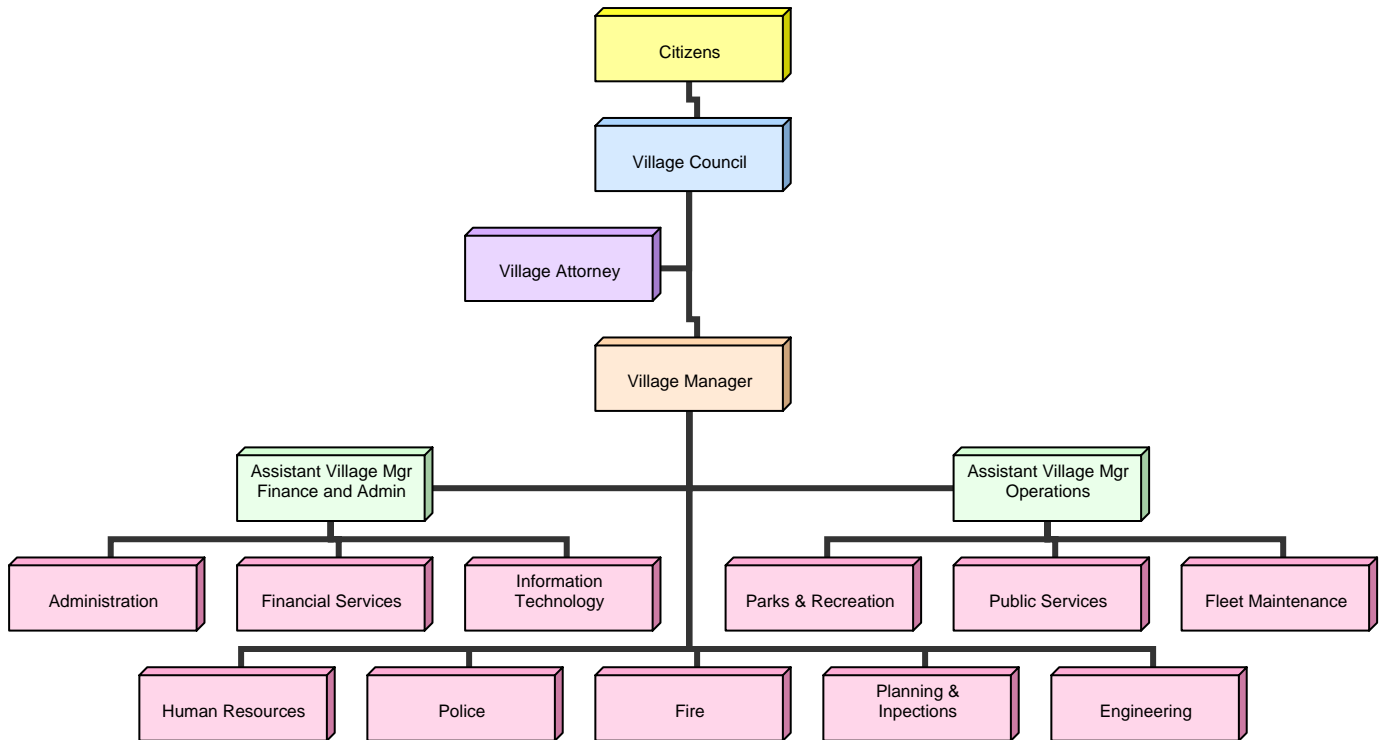 Citizens
Village Council
Village Attorney
Village Manager
Assistant Village Mgr
Finance and Admin
Assistant Village Mgr
Operations
Administration
Financial Services
Information
Technology
Parks & Recreation
Public Services
Fleet Maintenance
Human Resources
Police
Fire
Planning &
Inpections
Engineering